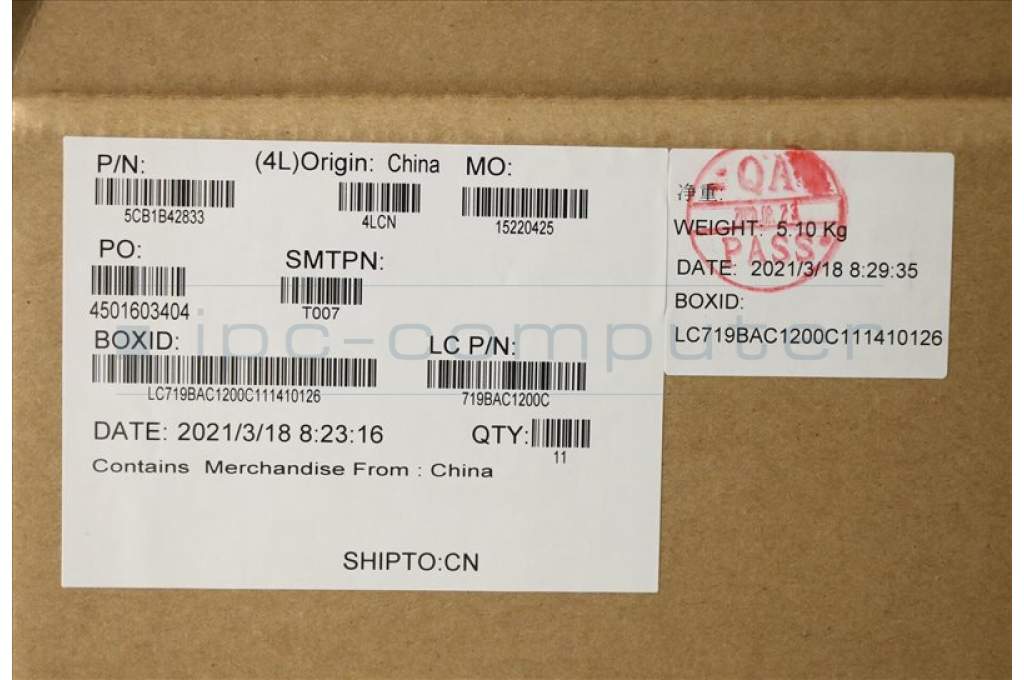 P/N: (4L)Origin: China MO:
5CB1B42833 4LCN 15220425
PO: SMTPN:
4501603404 T007
BOXID: LC P/N:
LC719BAC1200C111410126 719BAC1200C
DATE: 2021/3/18 8:23:16 QTY:
11
Contains Merchandise From : China
SHIPTO:CN
QA
PASS
净重:
WEIGHT: 5.10 Kg
DATE: 2021/3/18 8:29:35
BOXID:
LC719BAC1200C111410126
ipc-computer